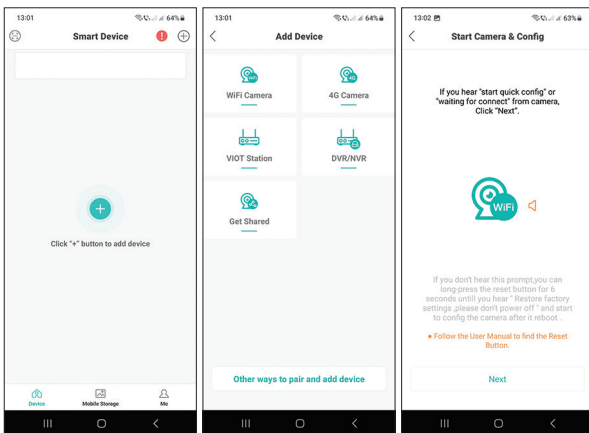 13:01
64%
Smart Device
Click "+" button to add device
Device
Mobile Storage
Me
13:01
64%
Add Device
WiFi
WiFi Camera
4G
4G Camera
VIOT Station
DVR/NVR
Get Shared
Other ways to pair and add device
13:02
63%
Start Camera & Config
If you hear "start quick config" or
"waiting for connect" from camera,
Click "Next".
WiFi
If you don't hear this prompt,you can
long-press the reset button for 6
seconds untill you hear " Restore factory
settings ,please don't power off " and start
to config the camera after it reboot .
• Follow the User Manual to find the Reset
Button.
Next